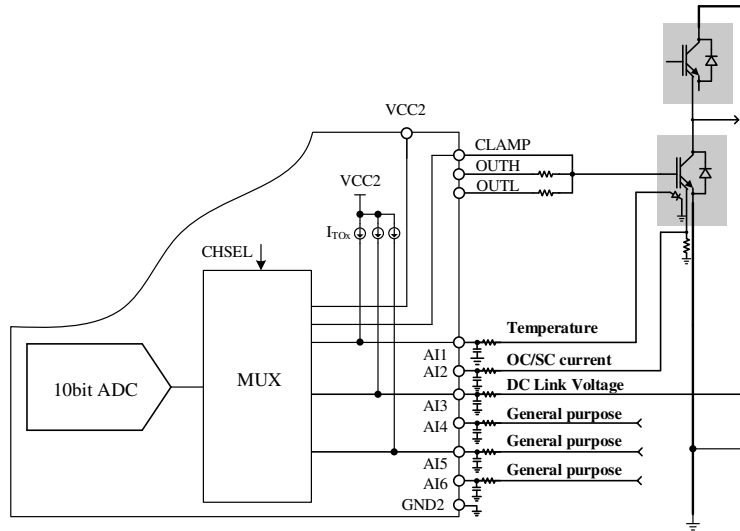 VCC2
CLAMP
OUTH
VCC2
OUTL
ITOx
CHSEL
Temperature
AI1
OC/SC current
AI2
10bit ADC
MUX
DC Link Voltage
AI3
General purpose
AI4
General purpose
AI5
General purpose
AI6
GND2